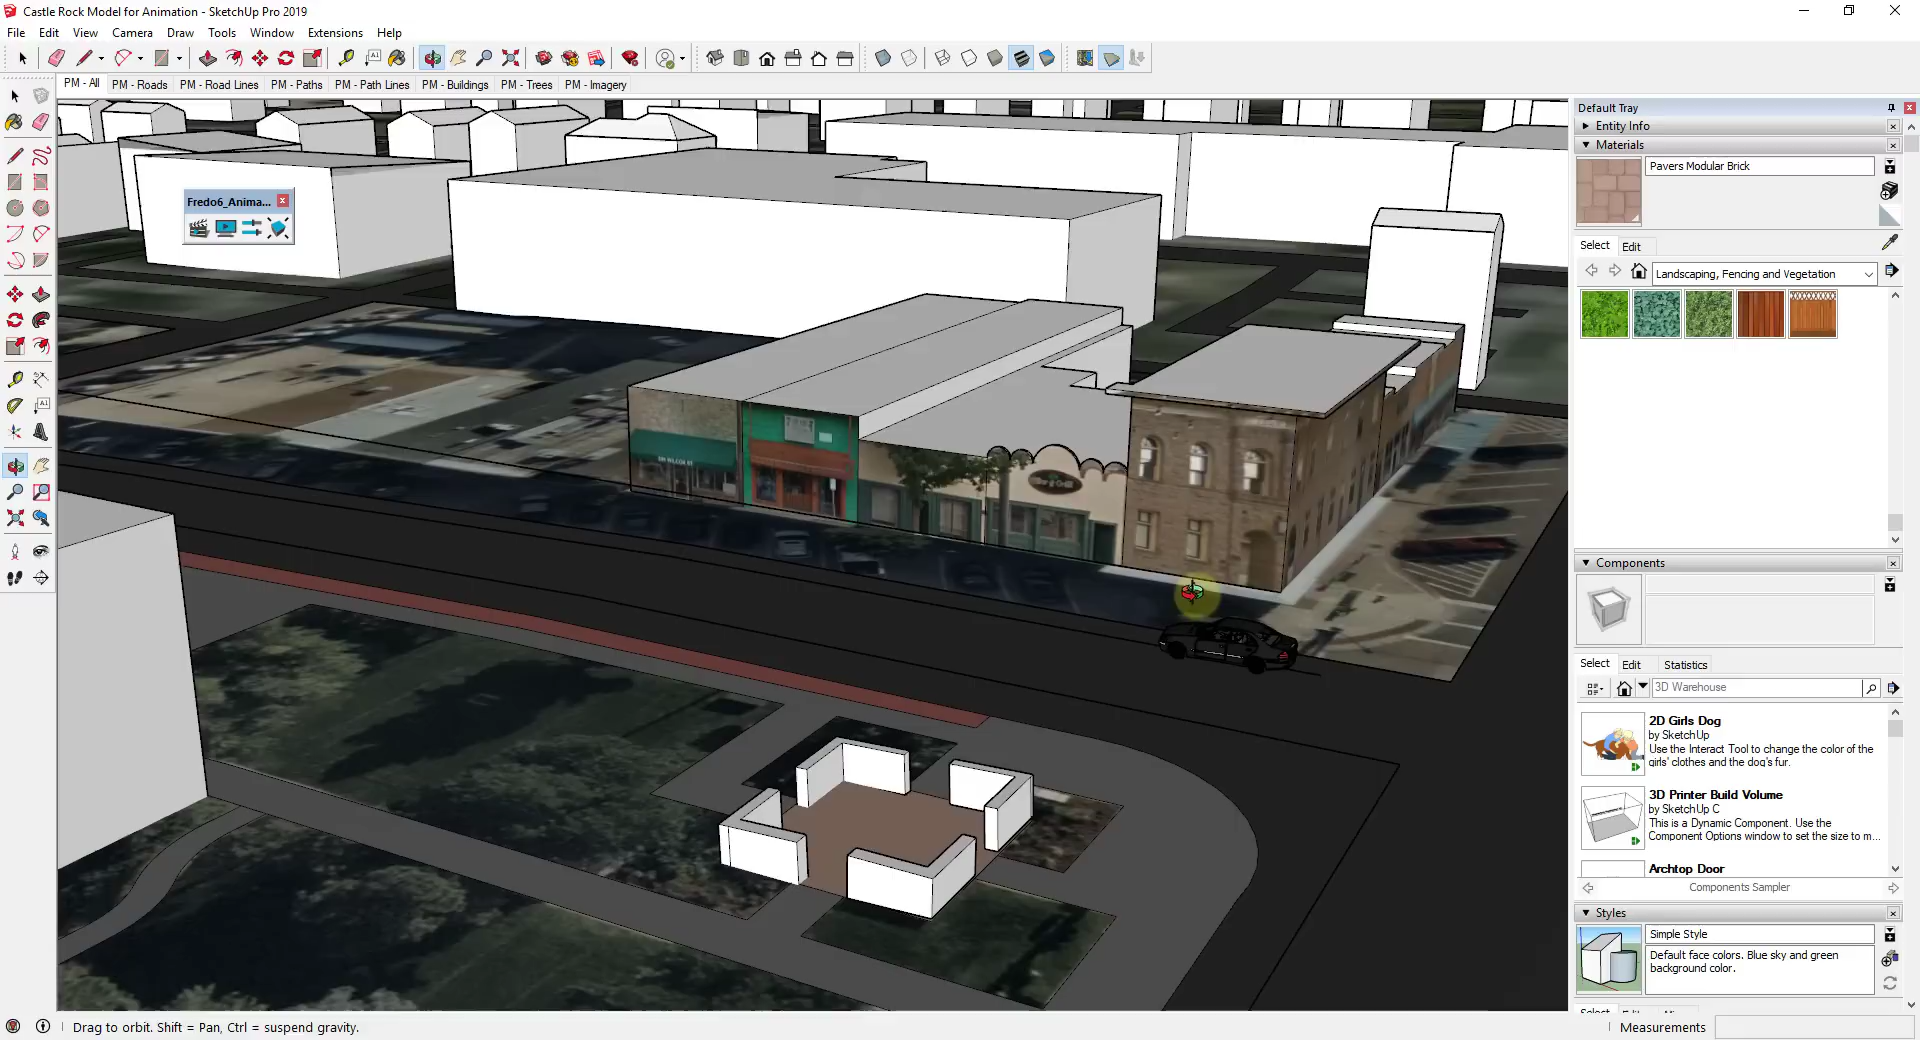 Castle Rock Model for Animation - SketchUp Pro 2019
File Edit View Camera Draw Tools Window Extensions Help
PM - All PM - Roads PM - Road Lines PM - Paths PM - Path Lines PM - Buildings PM - Trees PM - Imagery
Fredo6_Anima...
Default Tray
Entity Info
Materials
Pavers Modular Brick
Select Edit
Landscaping, Fencing and Vegetation
Components
Select Edit Statistics
3D Warehouse
2D Girls Dog
by SketchUp
Use the Interact Tool to change the color of the
girls' clothes and the dog's fur.
3D Printer Build Volume
by SketchUp C
This is a Dynamic Component. Use the
Component Options window to set the size to m...
Archtop Door
Components Sampler
Styles
Simple Style
Default face colors. Blue sky and green
background color.
Select Edit
Drag to orbit. Shift = Pan, Ctrl = suspend gravity.
Measurements